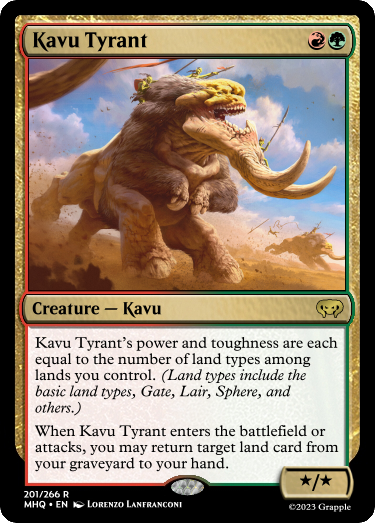 Kavu Tyrant
Creature — Kavu
Kavu Tyrant's power and toughness are each
equal to the number of land types among
lands you control. (Land types include the
basic land types, Gate, Lair, Sphere, and
others.)
When Kavu Tyrant enters the battlefield or
attacks, you may return target land card from
your graveyard to your hand.
★/★
201/266 R
MHQ • EN Lorenzo Lanfranconi
©2023 Grapple